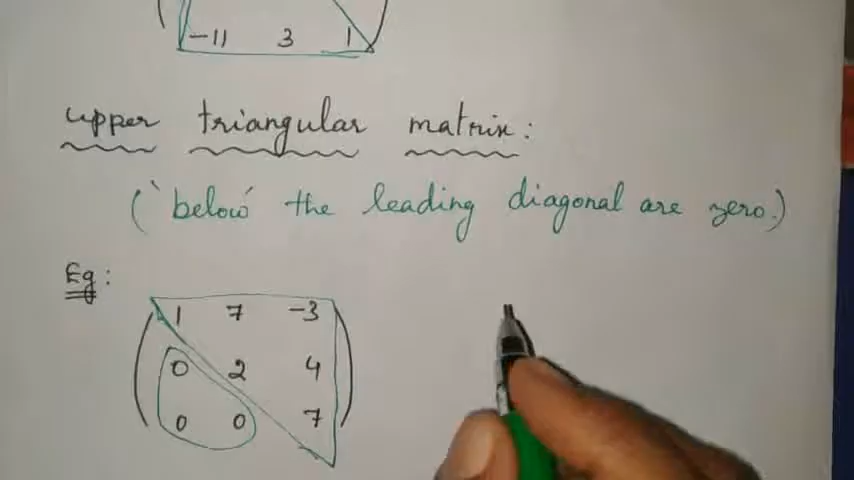 -11 3 1
upper triangular matrix:
(`below´ the leading diagonal are zero.)
Eg:
1 7 -3
0 2 4
0 0 7